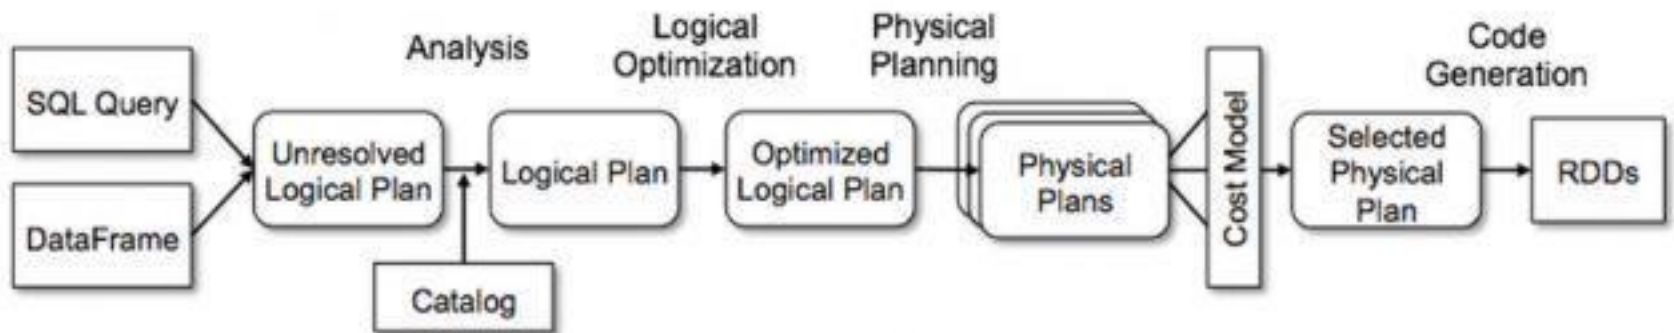 SQL Query
DataFrame
Unresolved
Logical Plan
Analysis
Catalog
Logical Plan
Logical
Optimization
Optimized
Logical Plan
Physical
Planning
Physical
Plans
Cost Model
Selected
Physical
Plan
Code
Generation
RDDs